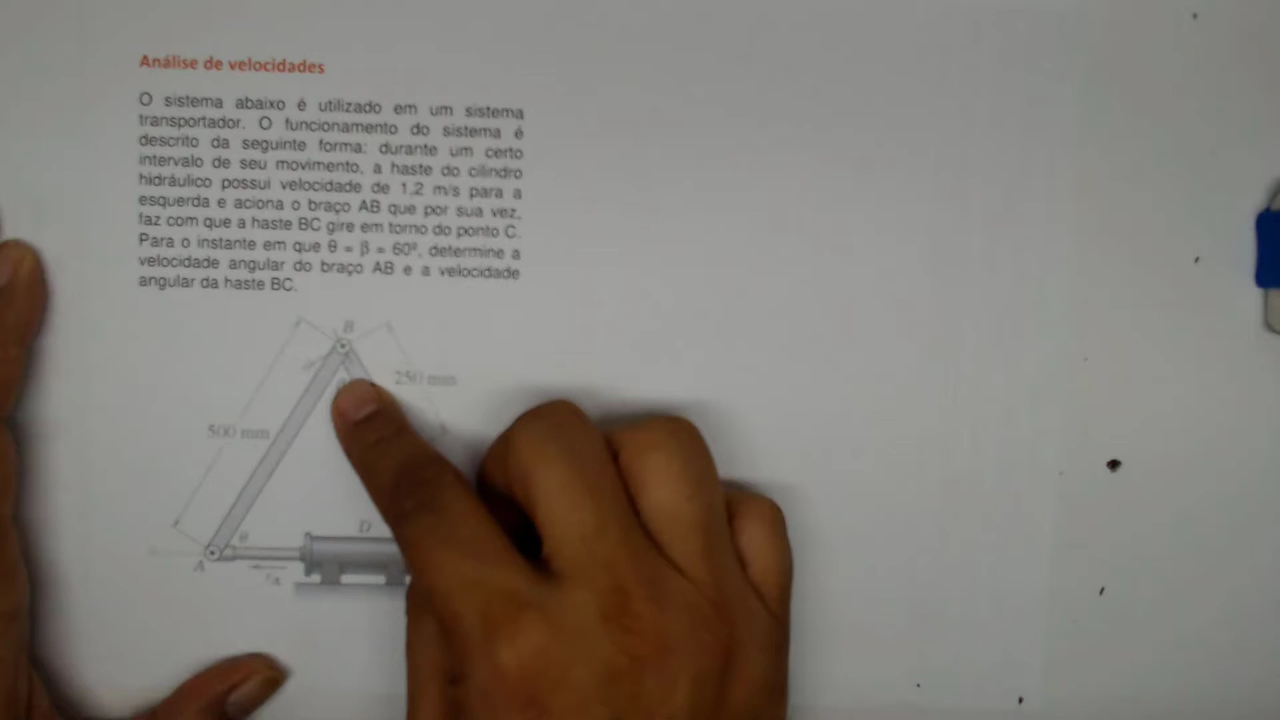 Análise de velocidades
O sistema abaixo é utilizado em um sistema
transportador. O funcionamento do sistema é
descrito da seguinte forma: durante um certo
intervalo de seu movimento, a haste do cilindro
hidráulico possui velocidade de 1,2 m/s para a
esquerda e aciona o braço AB que por sua vez,
faz com que a haste BC gire em torno do ponto C.
Para o instante em que θ = β = 60º, determine a
velocidade angular do braço AB e a velocidade
angular da haste BC.
B
250 mm
500 mm
D
θ
A
vA